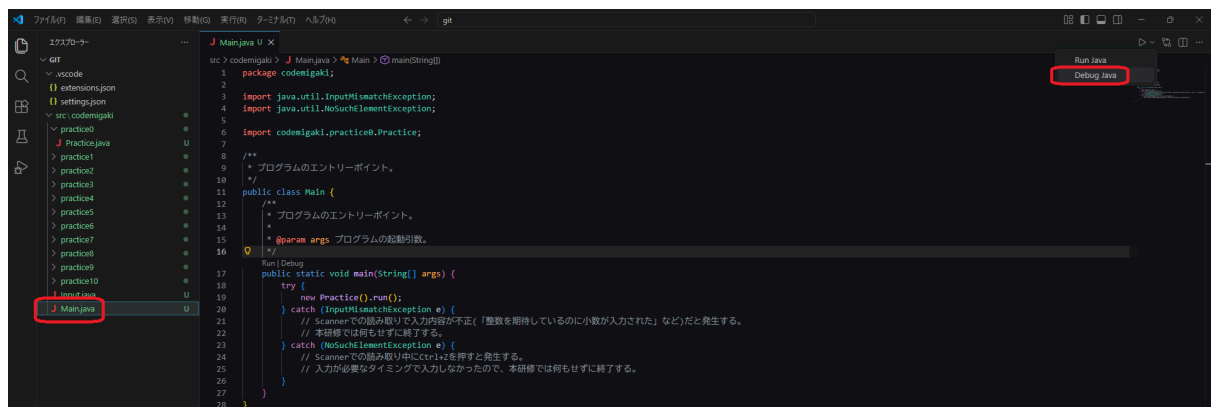 ファイル(F) 編集(E) 選択(S) 表示(V) 移動(G) 実行(R) ターミナル(T) ヘルプ(H) git
エクスプローラー
GIT
.vscode
{} extensions.json
{} settings.json
src\codemigaki
practice0
J Practice.java U
practice1
practice2
practice3
practice4
practice5
practice6
practice7
practice8
practice9
practice10
J Input.java U
J Main.java U
J Main.java U
src > codemigaki > J Main.java > Main > main(String[])
Run Java
Debug Java
1 package codemigaki;
2
3 import java.util.InputMismatchException;
4 import java.util.NoSuchElementException;
5
6 import codemigaki.practice0.Practice;
7
8 /**
9 * プログラムのエントリーポイント。
10 */
11 public class Main {
12 /**
13 * プログラムのエントリーポイント。
14 *
15 * @param args プログラムの起動引数。
16 */
Run | Debug
17 public static void main(String[] args) {
18 try {
19 new Practice().run();
20 } catch (InputMismatchException e) {
21 // Scannerでの読み取りで入力内容が不正(「整数を期待しているのに小数が入力された」など)だと発生する。
22 // 本研修では何もせずに終了する。
23 } catch (NoSuchElementException e) {
24 // Scannerでの読み取り中にCtrl+Zを押すと発生する。
25 // 入力が必要なタイミングで入力しなかったので、本研修では何もせずに終了する。
26 }
27 }
28 }